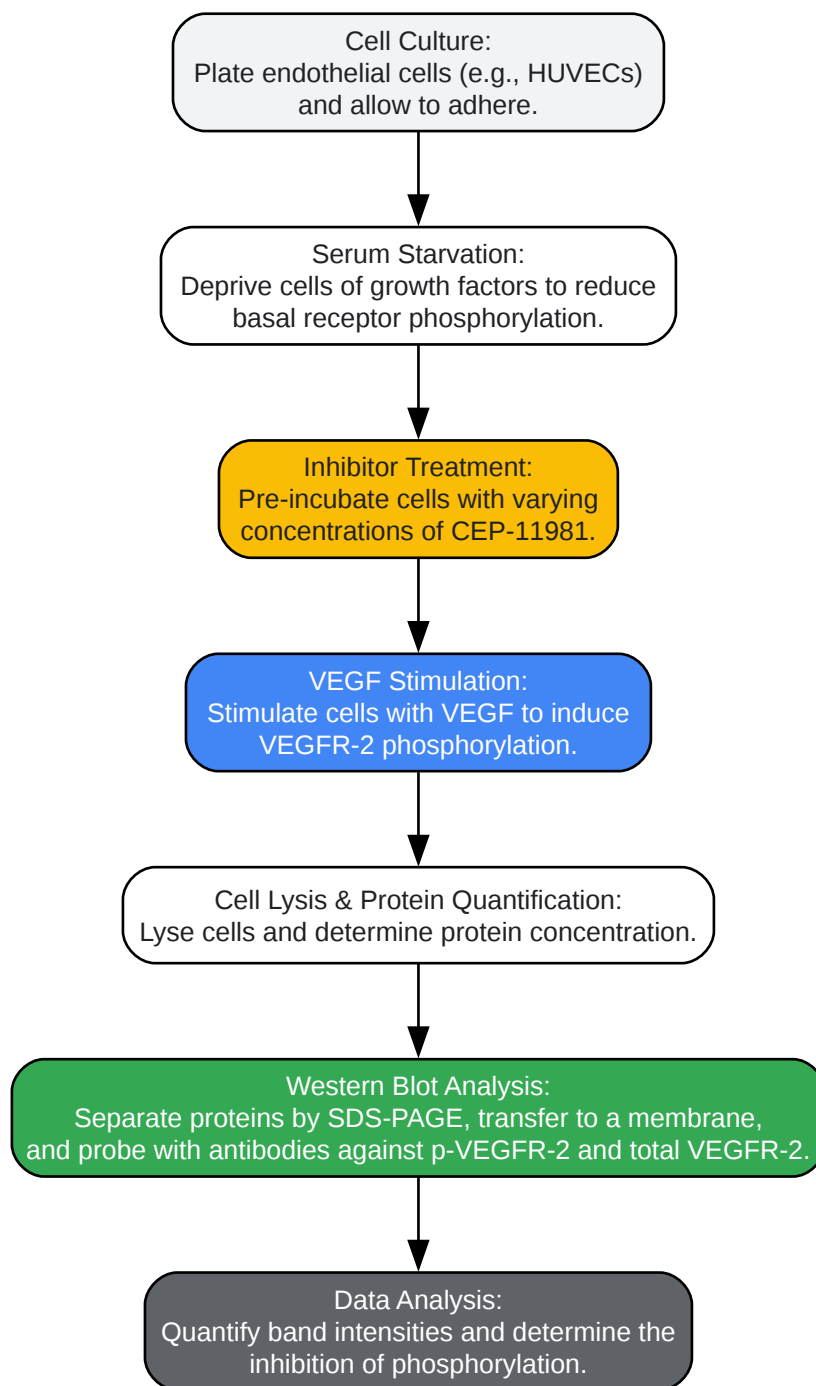 Cell Culture:
Plate endothelial cells (e.g., HUVECs)
and allow to adhere.
Serum Starvation:
Deprive cells of growth factors to reduce
basal receptor phosphorylation.
Inhibitor Treatment:
Pre-incubate cells with varying
concentrations of CEP-11981.
VEGF Stimulation:
Stimulate cells with VEGF to induce
VEGFR-2 phosphorylation.
Cell Lysis & Protein Quantification:
Lyse cells and determine protein concentration.
Western Blot Analysis:
Separate proteins by SDS-PAGE, transfer to a membrane,
and probe with antibodies against p-VEGFR-2 and total VEGFR-2.
Data Analysis:
Quantify band intensities and determine the
inhibition of phosphorylation.